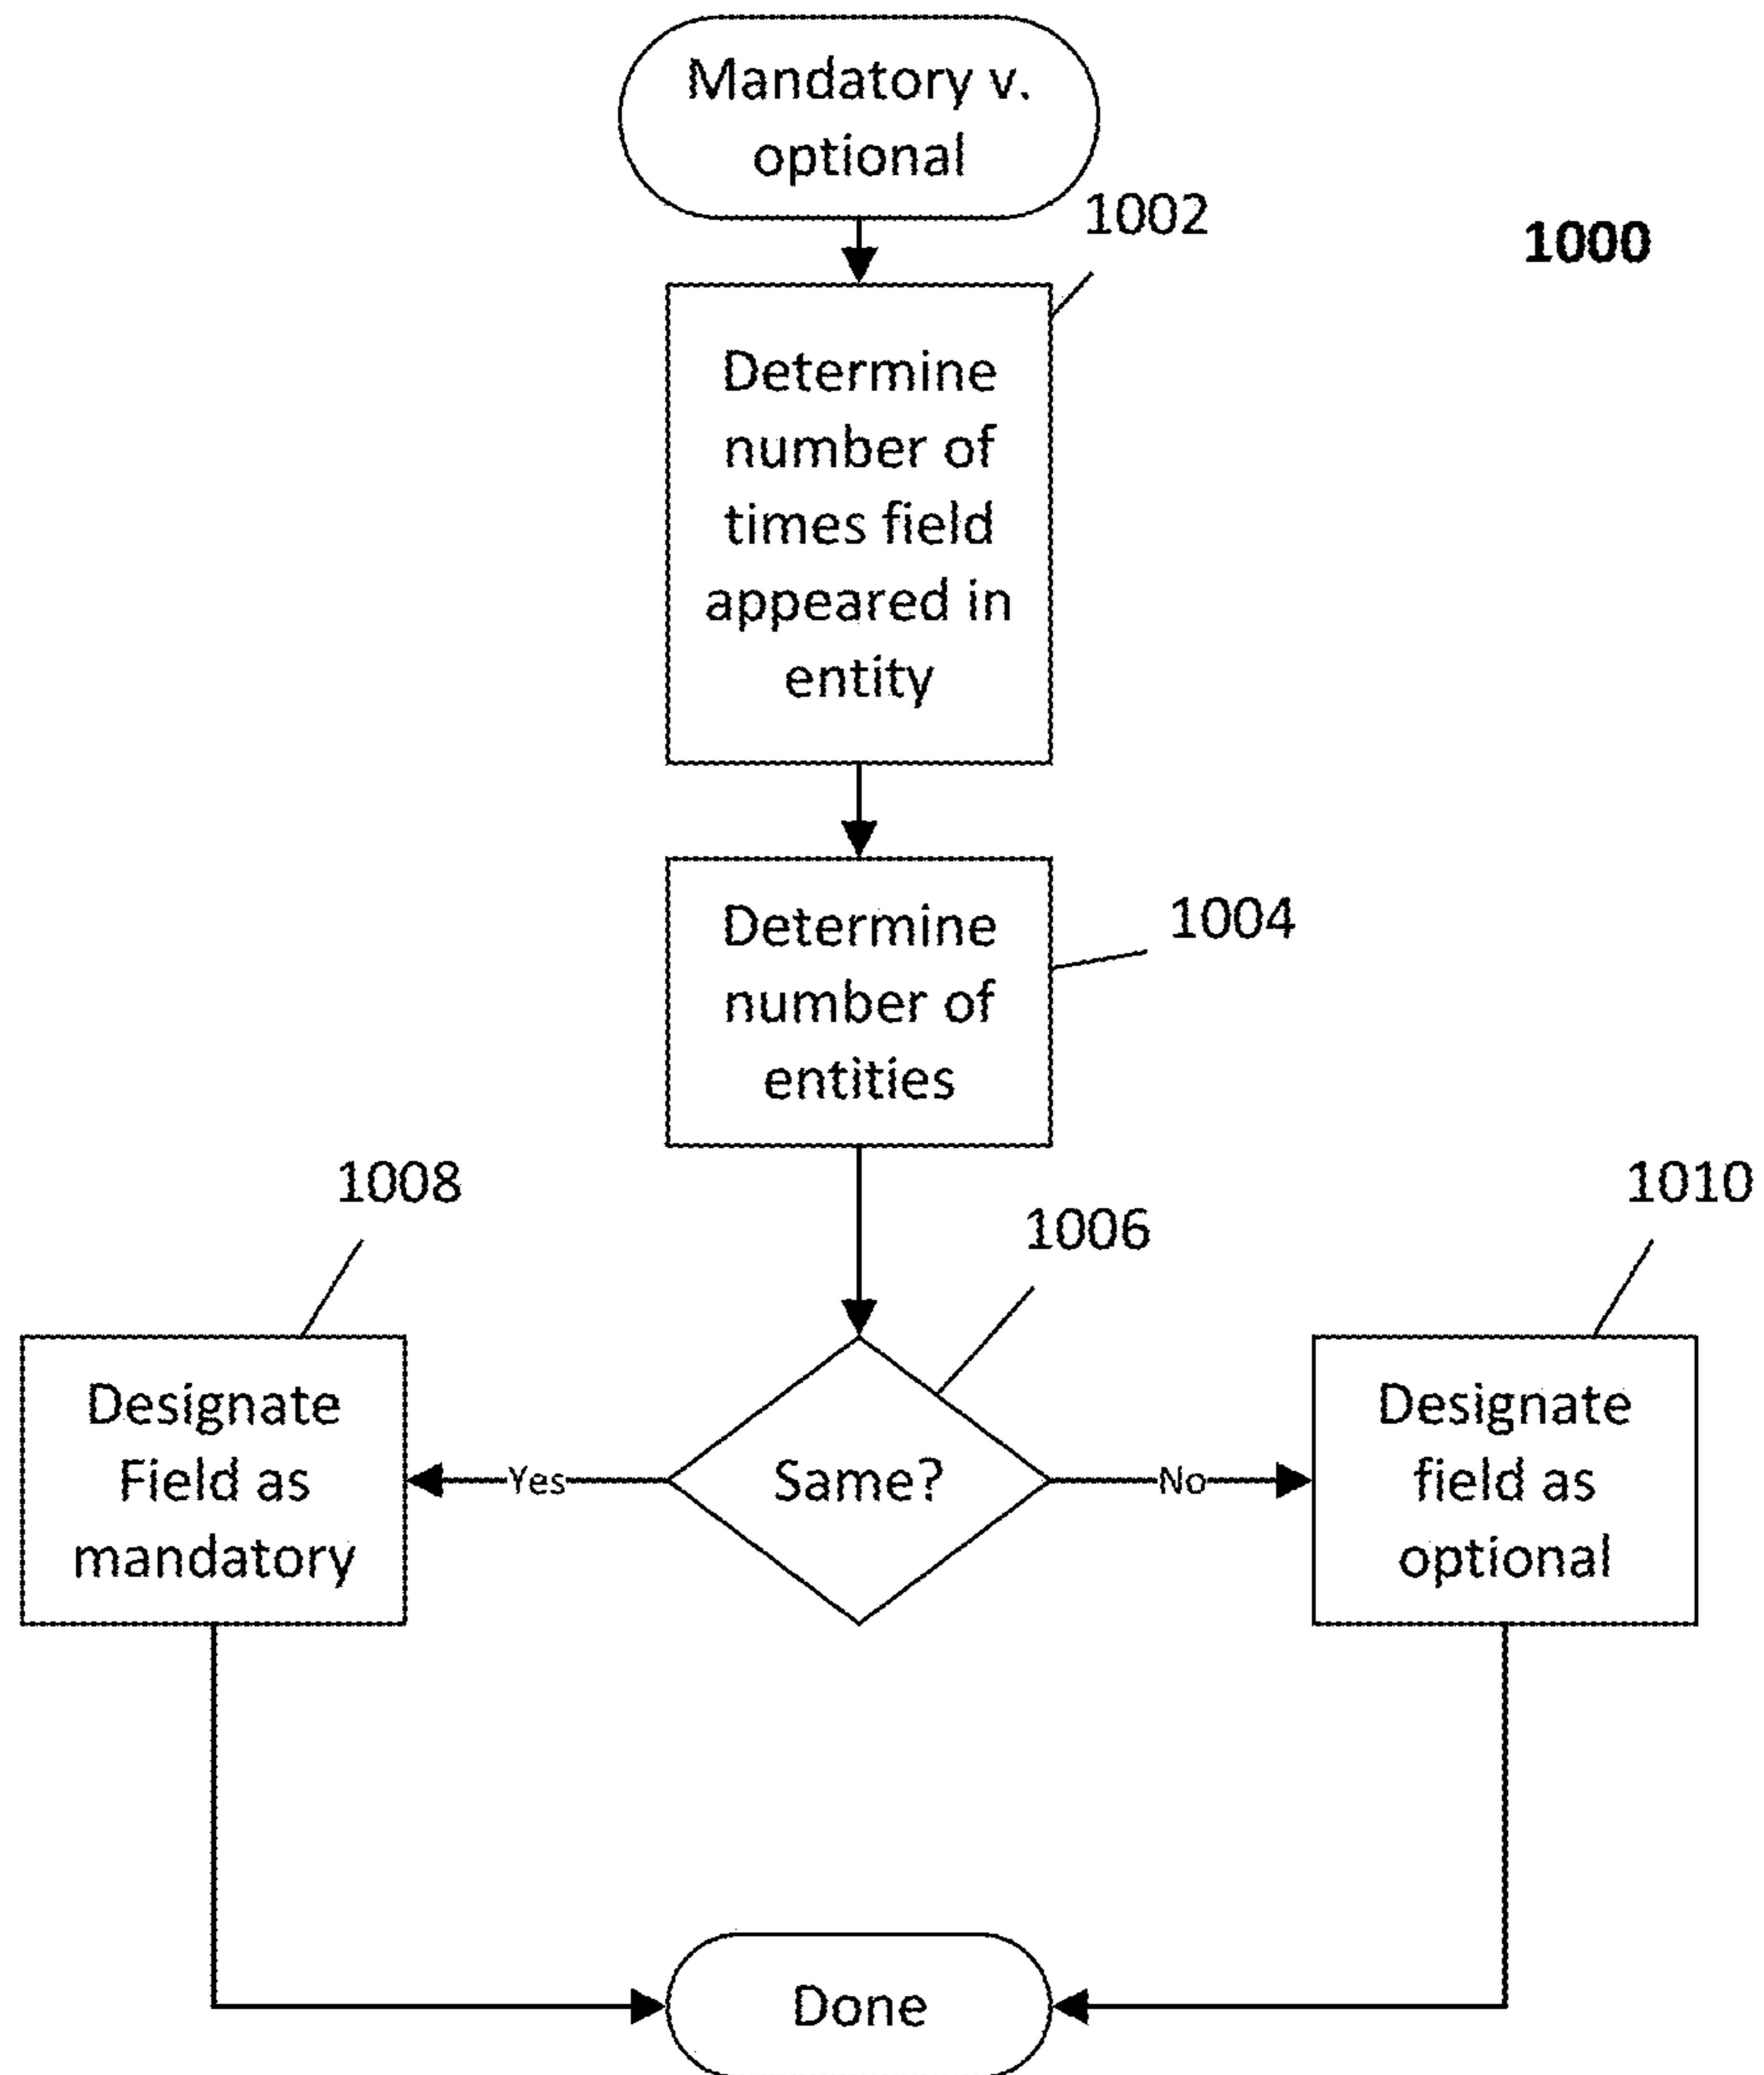 Mandatory v.
optional
1002
1000
Determine
number of
times field
appeared in
entity
Determine
number of
entities
1004
1008
1006
1010
Designate
Field as
mandatory
Yes
Same?
No
Designate
field as
optional
Done